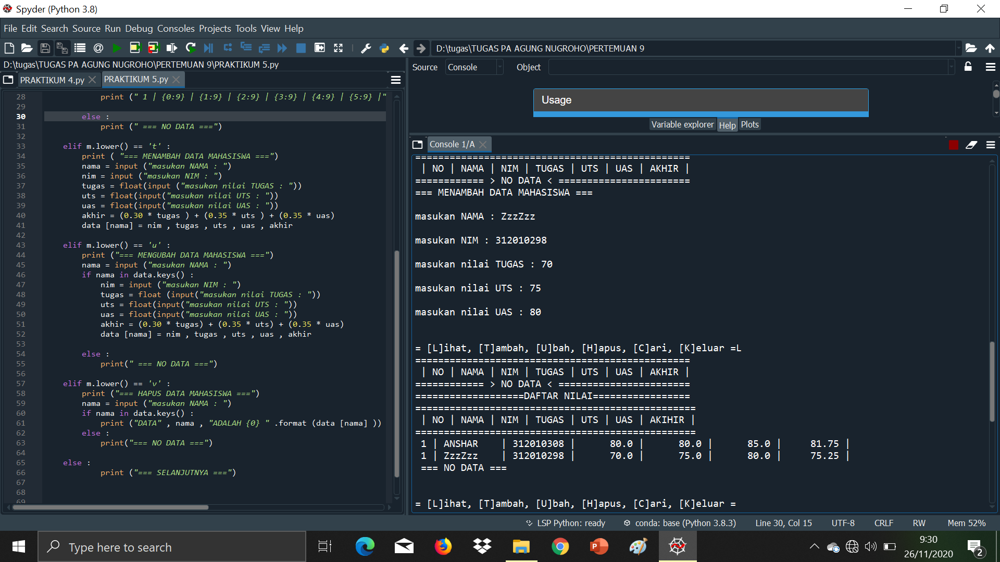 Spyder (Python 3.8)
File Edit Search Source Run Debug Consoles Projects Tools View Help
D:\tugas\TUGAS PA AGUNG NUGROHO\PERTEMUAN 9
D:\tugas\TUGAS PA AGUNG NUGROHO\PERTEMUAN 9\PRAKTIKUM 5.py
PRAKTIKUM 4.py
PRAKTIKUM 5.py
28 print (" 1 | {0:9} | {1:9} | {2:9} | {3:9} | {4:9} | {5:9} |"
29
30 else :
31 print (" === NO DATA ===")
32
33 elif m.lower() == 't' :
34 print ( "=== MENAMBAH DATA MAHASISWA ===")
35 nama = input ("masukan NAMA : ")
36 nim = input ("masukan NIM : ")
37 tugas = float(input ("masukan nilai TUGAS : "))
38 uts = float(input("masukan nilai UTS : "))
39 uas = float(input("masukan nilai UAS : "))
40 akhir = (0.30 * tugas ) + (0.35 * uts ) + (0.35 * uas)
41 data [nama] = nim , tugas , uts , uas , akhir
42
43 elif m.lower() == 'u' :
44 print ("=== MENGUBAH DATA MAHASISWA ===")
45 nama = input ("masukan NAMA : ")
46 if nama in data.keys() :
47 nim = input ("masukan NIM : ")
48 tugas = float (input("masukan nilai TUGAS : "))
49 uts = float(input("masukan nilai UTS : "))
50 uas = float(input("masukan nilai UAS : "))
51 akhir = (0.30 * tugas) + (0.35 * uts) + (0.35 * uas)
52 data [nama] = nim , tugas , uts , uas , akhir
53
54 else :
55 print(" === NO DATA ===")
56
57 elif m.lower() == 'v' :
58 print ("=== HAPUS DATA MAHASISWA ===")
59 nama = input ("masukan NAMA : ")
60 if nama in data.keys() :
61 print ("DATA" , nama , "ADALAH {0} " .format (data [nama] ))
62 else :
63 print("=== NO DATA ===")
64
65 else :
66 print ("=== SELANJUTNYA ===")
67
68
69
Source Console Object
Usage
Variable explorer Help Plots
Console 1/A
================================================
| NO | NAMA | NIM | TUGAS | UTS | UAS | AKHIR |
============ > NO DATA < =======================
=== MENAMBAH DATA MAHASISWA ===
masukan NAMA : ZzzZzz
masukan NIM : 312010298
masukan nilai TUGAS : 70
masukan nilai UTS : 75
masukan nilai UAS : 80
= [L]ihat, [T]ambah, [U]bah, [H]apus, [C]ari, [K]eluar =L
================================================
| NO | NAMA | NIM | TUGAS | UTS | UAS | AKHIR |
============ > NO DATA < =======================
===================DAFTAR NILAI=================
=================================================
| NO | NAMA | NIM | TUGAS | UTS | UAS | AKIHIR |
=================================================
1 | ANSHAR | 312010308 | 80.0 | 80.0 | 85.0 | 81.75 |
1 | ZzzZzz | 312010298 | 70.0 | 75.0 | 80.0 | 75.25 |
=== NO DATA ===
= [L]ihat, [T]ambah, [U]bah, [H]apus, [C]ari, [K]eluar =
LSP Python: ready conda: base (Python 3.8.3) Line 30, Col 15 UTF-8 CRLF RW Mem 52%
Type here to search
9:30
26/11/2020
2